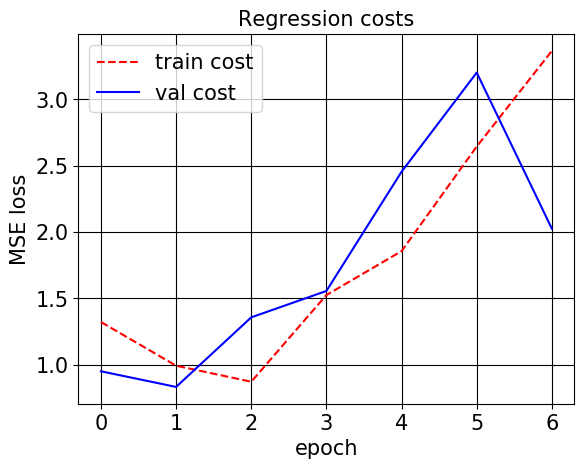 Regression costs
train cost
val cost
MSE loss
3.0
2.5
2.0
1.5
1.0
0 1 2 3 4 5 6
epoch